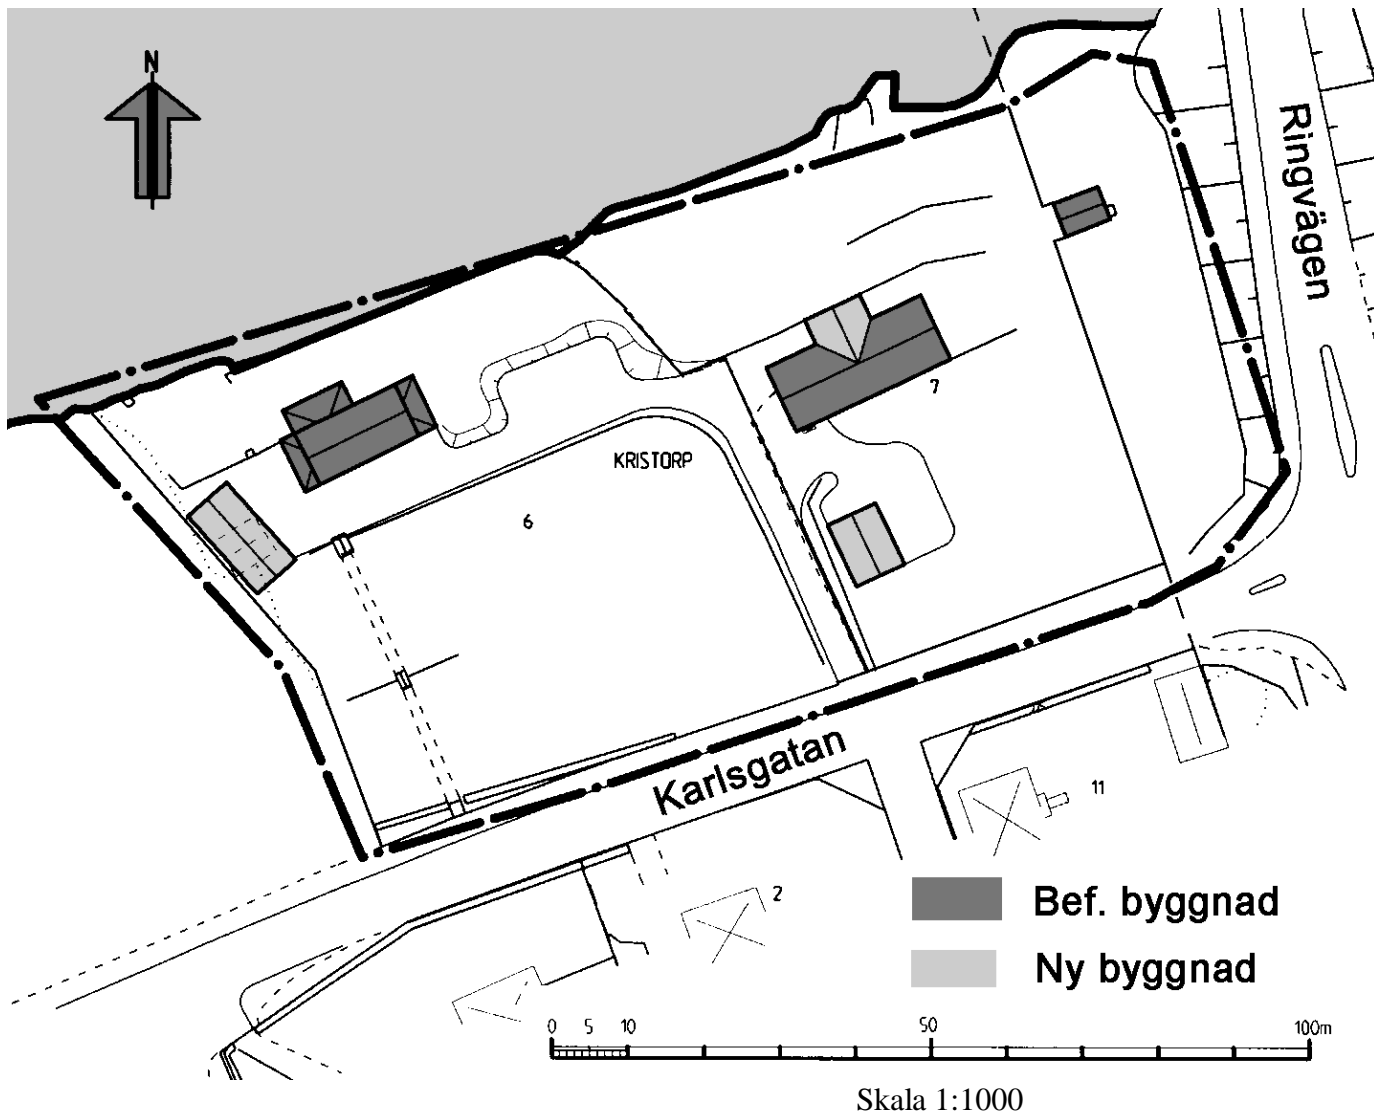 N
Ringvägen
7
KRISTORP
6
Karlsgatan
11
2
Bef. byggnad
Ny byggnad
0 5 10 50 100m
Skala 1:1000